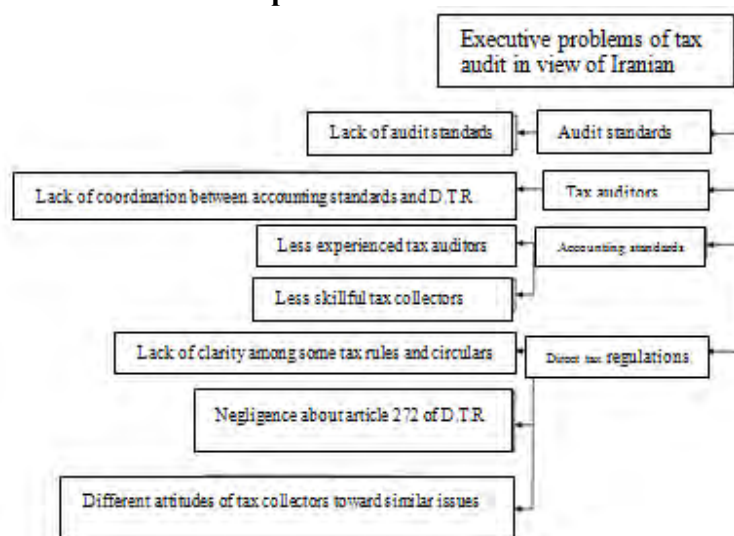 Executive problems of tax
audit in view of Iranian
Lack of audit standards
Audit standards
Lack of coordination between accounting standards and D.T.R
Tax auditors
Less experienced tax auditors
Accounting standards
Less skillful tax collectors
Lack of clarity among some tax rules and circulars
Direct tax regulations
Negligence about article 272 of D.T.R
Different attitudes of tax collectors toward similar issues